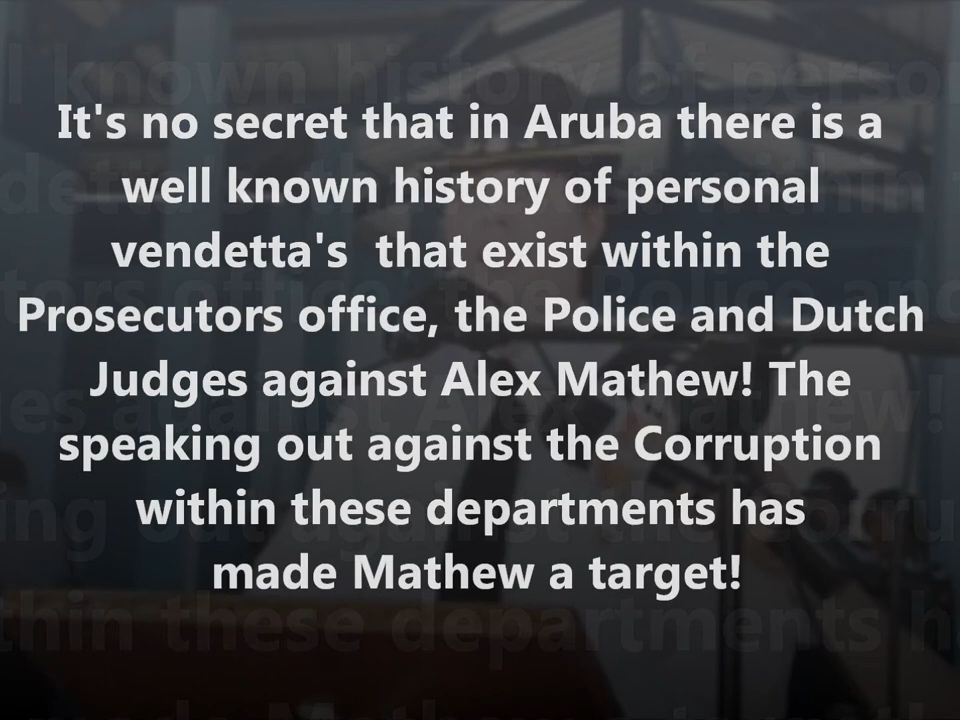 It's no secret that in Aruba there is a
well known history of personal
vendetta's  that exist within the
Prosecutors office, the Police and Dutch
Judges against Alex Mathew! The
speaking out against the Corruption
within these departments has
made Mathew a target!